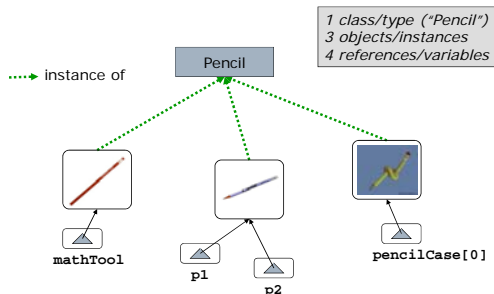 1 class/type (“Pencil”)
3 objects/instances
4 references/variables
Pencil
instance of
mathTool
p1
p2
pencilCase[0]